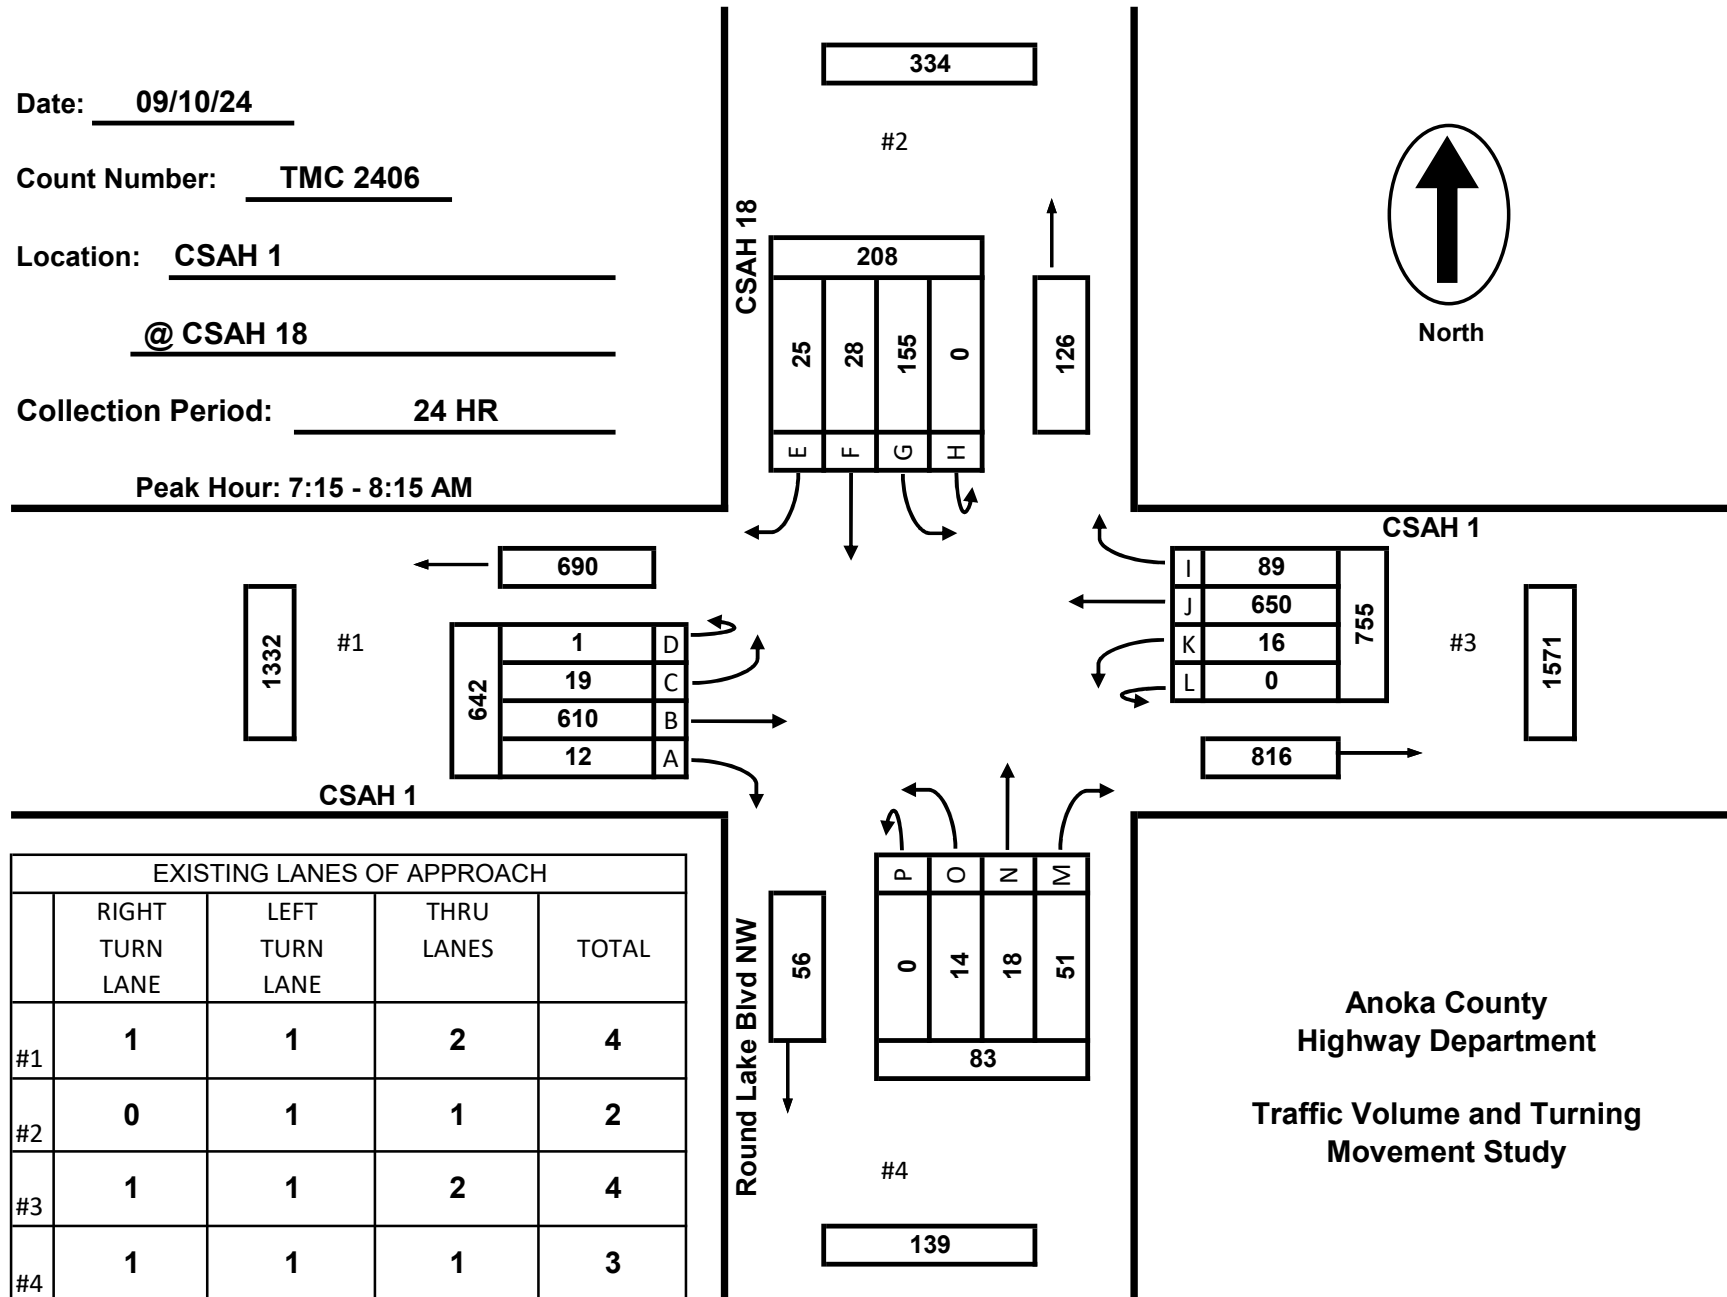 Date: 09/10/24
Count Number: TMC 2406
Location: CSAH 1
@ CSAH 18
Collection Period: 24 HR
Peak Hour: 7:15 - 8:15 AM
334
#2
CSAH 18
208
25 28 155 0
E F G H
126
North
CSAH 1
690
1332
#1
642
1 D
19 C
610 B
12 A
CSAH 1
I 89
J 650
K 16
L 0
755
#3
1571
816
EXISTING LANES OF APPROACH
RIGHT TURN LANE LEFT TURN LANE THRU LANES TOTAL
#1 1 1 2 4
#2 0 1 1 2
#3 1 1 2 4
#4 1 1 1 3
Round Lake Blvd NW
56
P O N M
0 14 18 51
83
#4
139
Anoka County
Highway Department
Traffic Volume and Turning
Movement Study